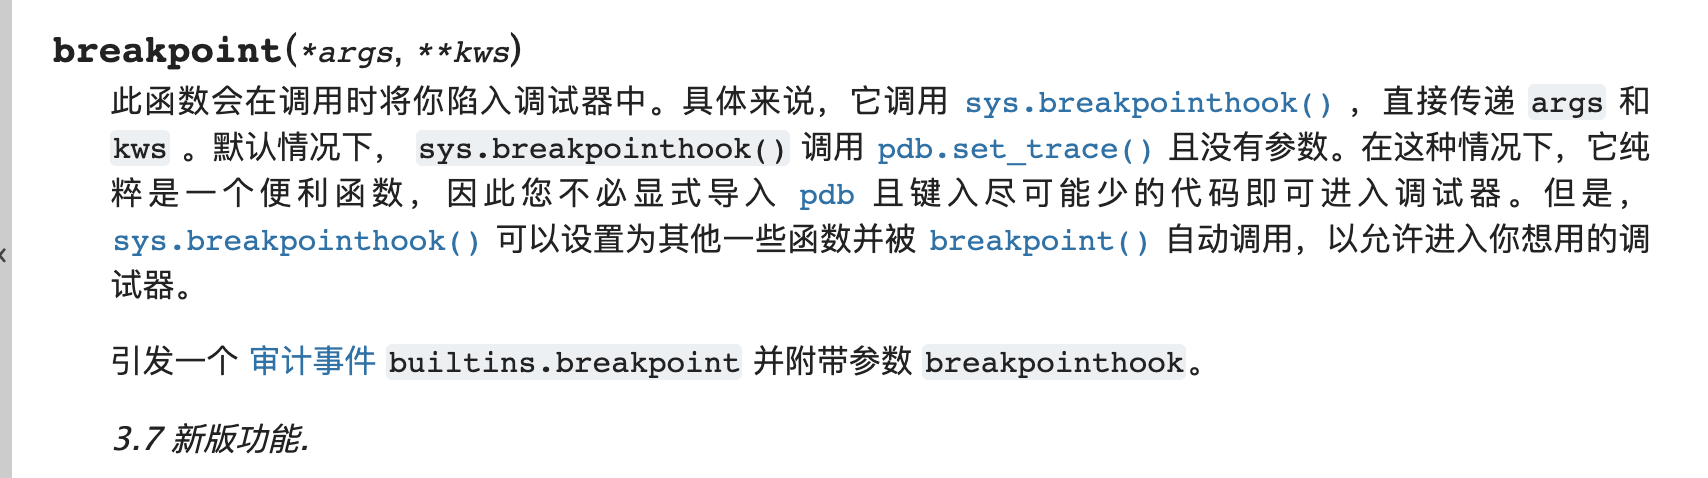 breakpoint(*args, **kws)
此函数会在调用时将你陷入调试器中。具体来说，它调用 sys.breakpointhook() ，直接传递 args 和
kws 。默认情况下， sys.breakpointhook() 调用 pdb.set_trace() 且没有参数。在这种情况下，它纯
粹是一个便利函数，因此您不必显式导入 pdb 且键入尽可能少的代码即可进入调试器。但是，
sys.breakpointhook() 可以设置为其他一些函数并被 breakpoint() 自动调用，以允许进入你想用的调
试器。
引发一个 审计事件 builtins.breakpoint 并附带参数 breakpointhook。
3.7 新版功能.